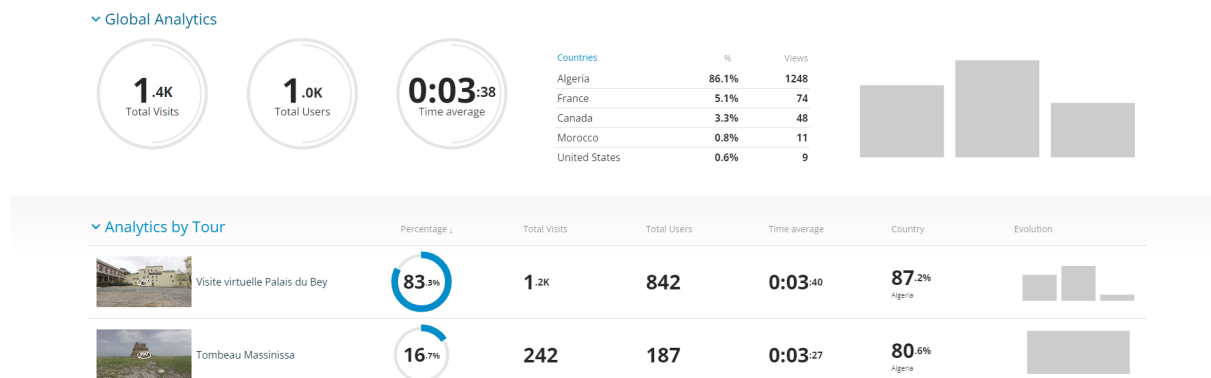 Global Analytics
1.4K
Total Visits
1.0K
Total Users
0:03:38
Time average
Countries % Views
Algeria 86.1% 1248
France 5.1% 74
Canada 3.3% 48
Morocco 0.8% 11
United States 0.6% 9
Analytics by Tour Percentage ↓ Total Visits Total Users Time average Country Evolution
Visite virtuelle Palais du Bey 83.3% 1.2K 842 0:03:40 87.2%
Algeria
Tombeau Massinissa 16.7% 242 187 0:03:27 80.6%
Algeria